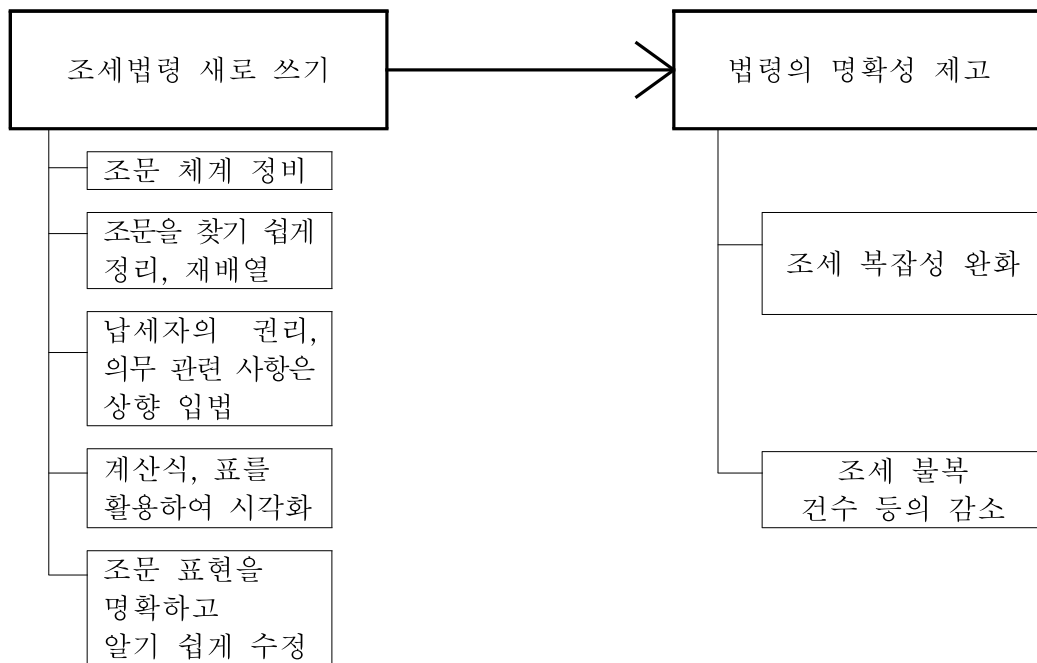 조세법령 새로 쓰기
법령의 명확성 제고
조문 체계 정비
조문을 찾기 쉽게
정리, 재배열
납세자의 권리,
의무 관련 사항은
상향 입법
계산식, 표를
활용하여 시각화
조문 표현을
명확하고
알기 쉽게 수정
조세 복잡성 완화
조세 불복
건수 등의 감소